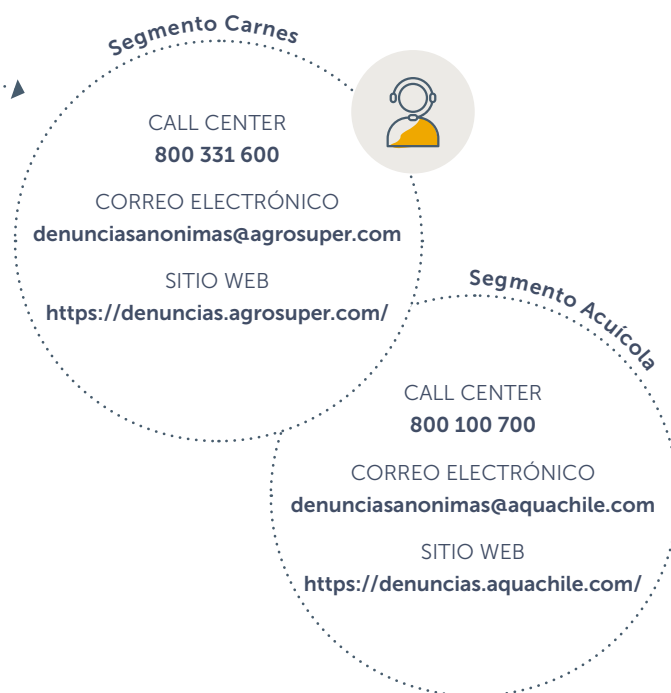 Segmento Carnes
CALL CENTER
800 331 600
CORREO ELECTRÓNICO
denunciasanonimas@agrosuper.com
SITIO WEB
https://denuncias.agrosuper.com/
Segmento Acuícola
CALL CENTER
800 100 700
CORREO ELECTRÓNICO
denunciasanonimas@aquachile.com
SITIO WEB
https://denuncias.aquachile.com/